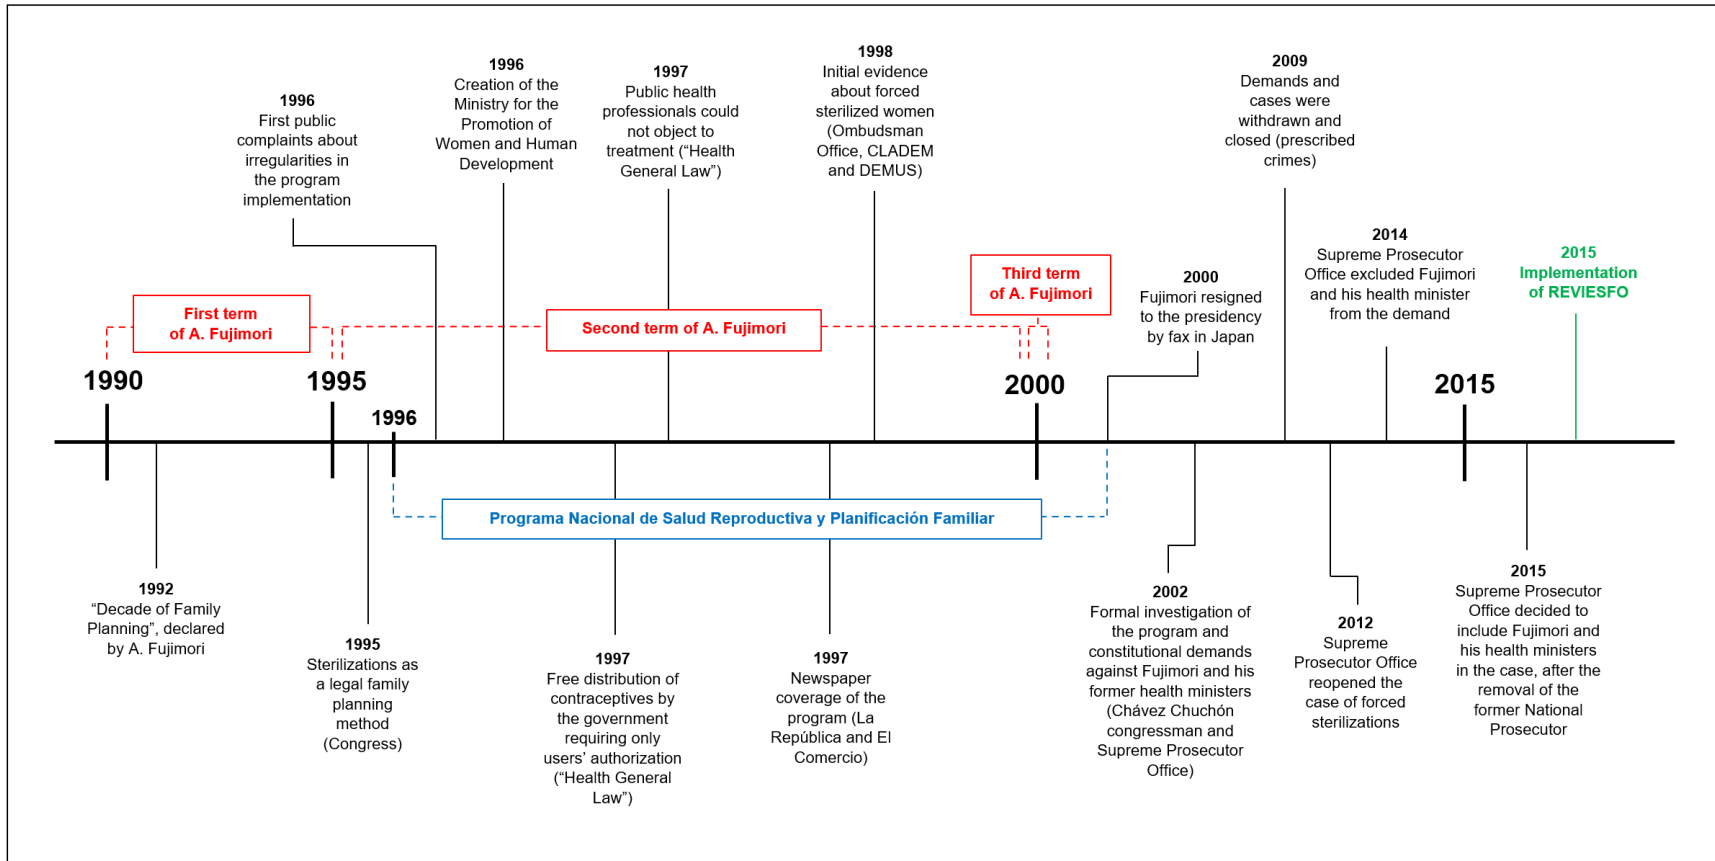 1996
First public
complaints about
irregularities in
the program
implementation
1996
Creation of the
Ministry for the
Promotion of
Women and Human
Development
1997
Public health
professionals could
not object to
treatment (“Health
General Law”)
1998
Initial evidence
about forced
sterilized women
(Ombudsman
Office, CLADEM
and DEMUS)
2009
Demands and
cases were
withdrawn and
closed (prescribed
crimes)
2000
Fujimori resigned
to the presidency
by fax in Japan
2014
Supreme Prosecutor
Office excluded Fujimori
and his health minister
from the demand
2015
Implementation
of REVIESFO
First term
of A. Fujimori
Second term of A. Fujimori
Third term
of A. Fujimori
1990
1995
1996
2000
2015
Programa Nacional de Salud Reproductiva y Planificación Familiar
1992
“Decade of Family
Planning”, declared
by A. Fujimori
1995
Sterilizations as
a legal family
planning
method
(Congress)
1997
Free distribution of
contraceptives by
the government
requiring only
users’ authorization
(“Health General
Law”)
1997
Newspaper
coverage of the
program (La
República and El
Comercio)
2002
Formal investigation of
the program and
constitutional demands
against Fujimori and his
former health ministers
(Chávez Chuchón
congressman and
Supreme Prosecutor
Office)
2012
Supreme
Prosecutor Office
reopened the
case of forced
sterilizations
2015
Supreme Prosecutor
Office decided to
include Fujimori and
his health ministers
in the case, after the
removal of the
former National
Prosecutor